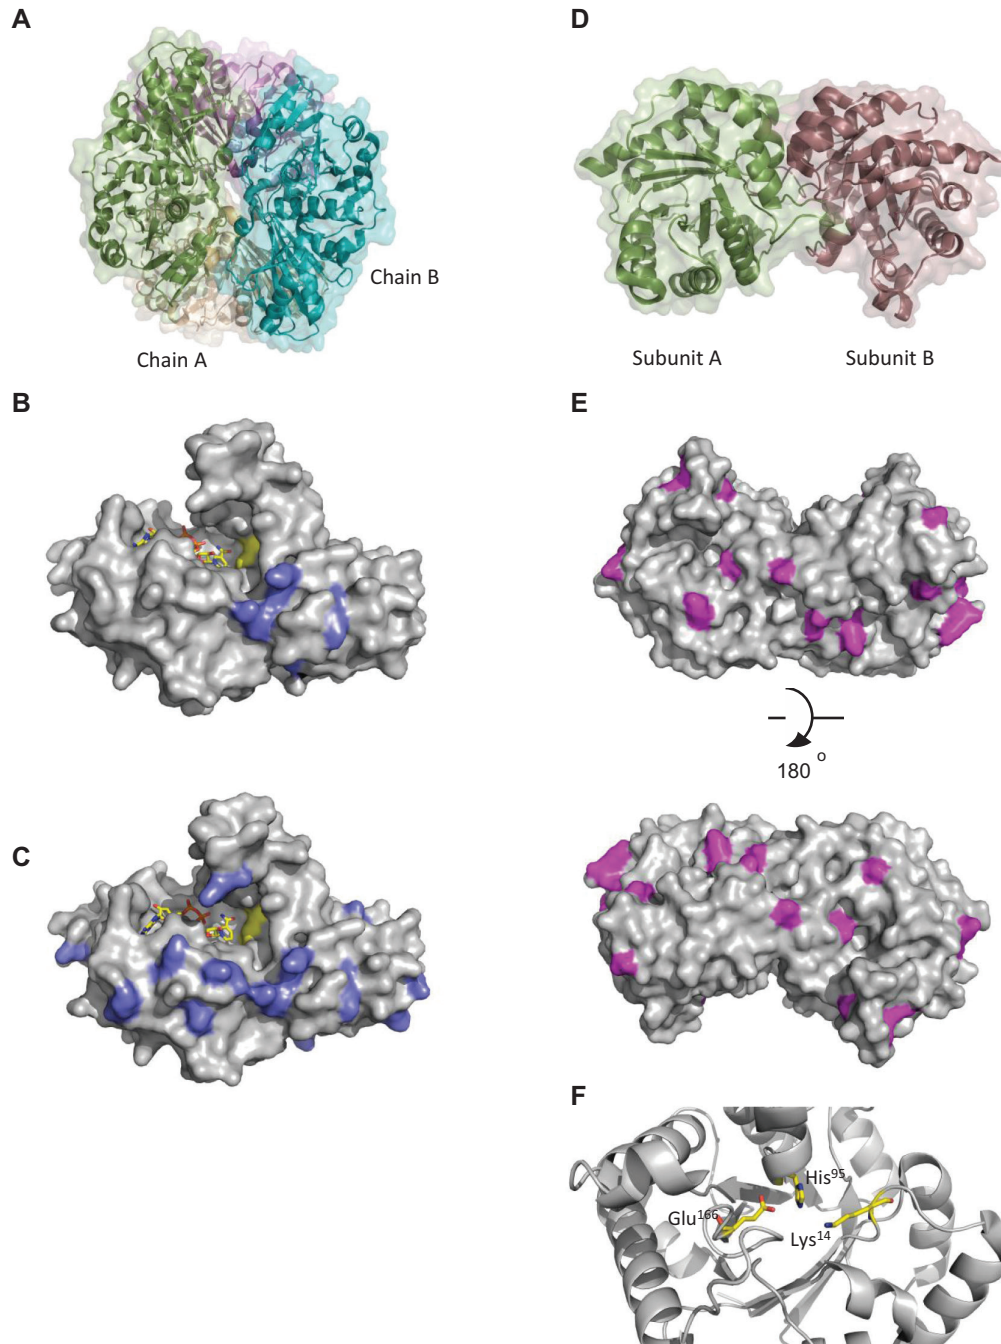 A
Chain A
Chain B
B
C
D
Subunit A
Subunit B
E
180 o
F
His95
Glu166
Lys14